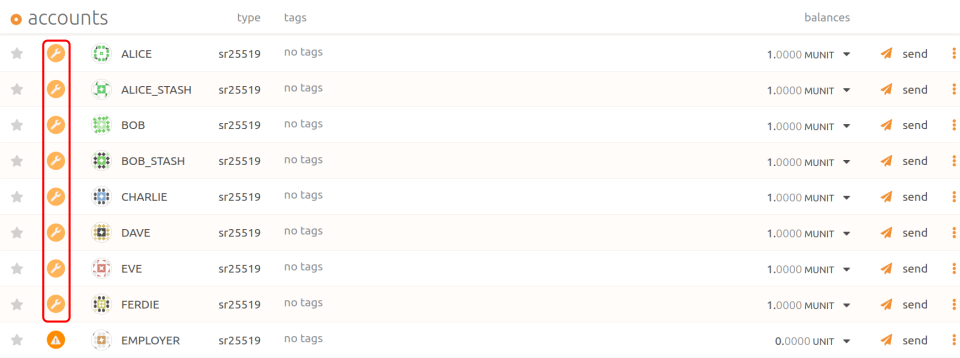 accounts type tags balances
ALICE sr25519 no tags 1.0000 MUNIT send
ALICE_STASH sr25519 no tags 1.0000 MUNIT send
BOB sr25519 no tags 1.0000 MUNIT send
BOB_STASH sr25519 no tags 1.0000 MUNIT send
CHARLIE sr25519 no tags 1.0000 MUNIT send
DAVE sr25519 no tags 1.0000 MUNIT send
EVE sr25519 no tags 1.0000 MUNIT send
FERDIE sr25519 no tags 1.0000 MUNIT send
EMPLOYER sr25519 no tags 0.0000 UNIT send